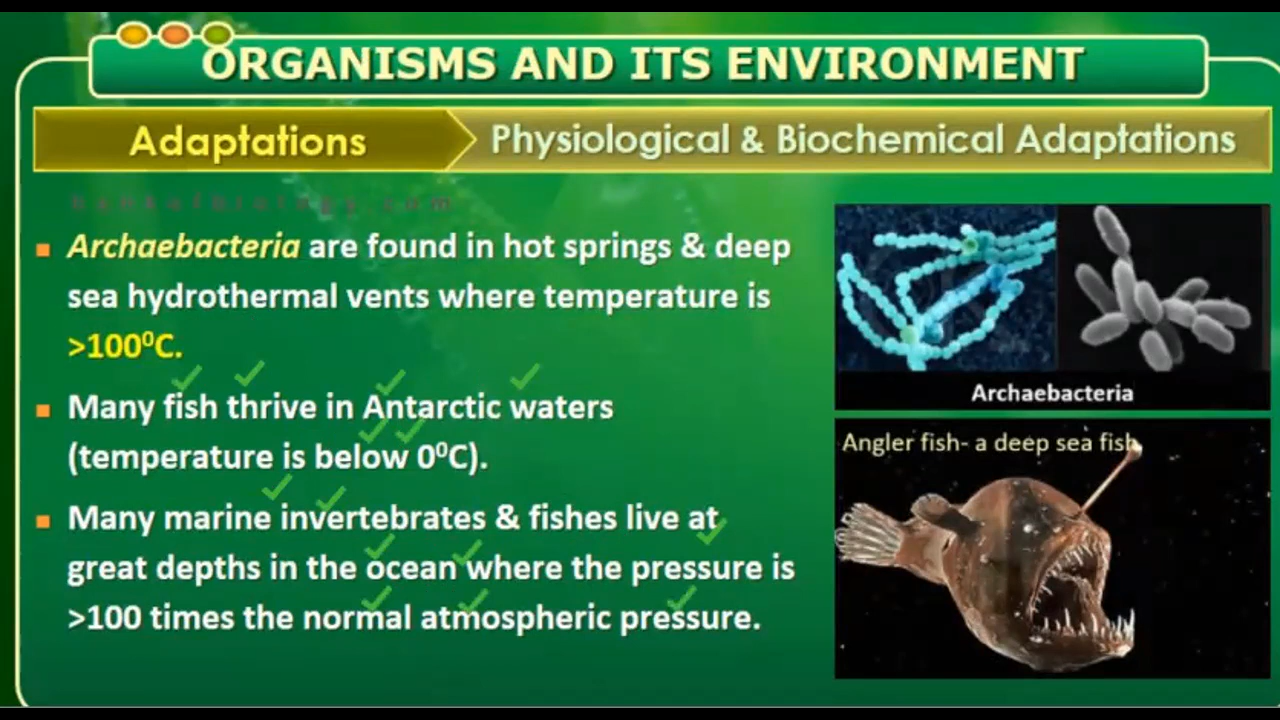 ORGANISMS AND ITS ENVIRONMENT
Adaptations
Physiological & Biochemical Adaptations
bankofbiology.com
Archaebacteria are found in hot springs & deep
sea hydrothermal vents where temperature is
>100⁰C.
Many fish thrive in Antarctic waters
(temperature is below 0⁰C).
Many marine invertebrates & fishes live at
great depths in the ocean where the pressure is
>100 times the normal atmospheric pressure.
Archaebacteria
Angler fish- a deep sea fish